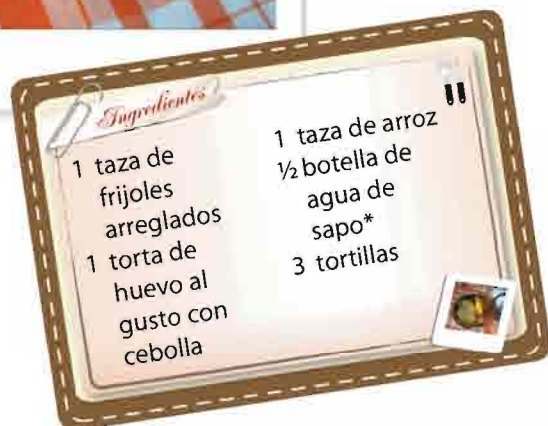 Ingredientes
1 taza de
frijoles
arreglados
1 torta de
huevo al
gusto con
cebolla
1 taza de arroz
½ botella de
agua de
sapo*
3 tortillas